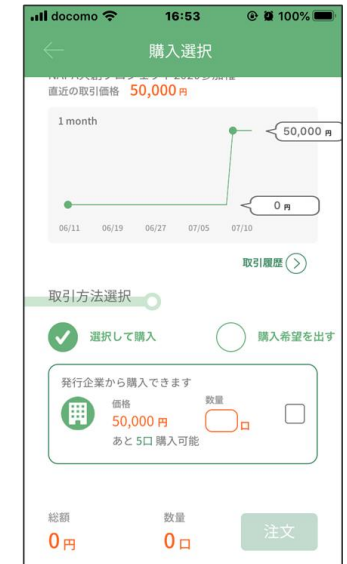 docomo 16:53 100%
購入選択
直近の取引価格 50,000 円
1 month
50,000 円
0 円
06/11 06/19 06/27 07/05 07/10
取引履歴
取引方法選択
選択して購入 購入希望を出す
発行企業から購入できます
価格 数量
50,000 円 口
あと 5口 購入可能
総額 数量
0 円 0 口
注文